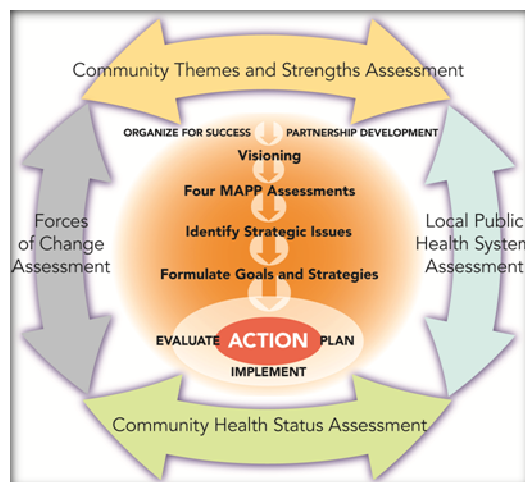 Community Themes and Strengths Assessment
ORGANIZE FOR SUCCESS PARTNERSHIP DEVELOPMENT
Visioning
Four MAPP Assessments
Identify Strategic Issues
Formulate Goals and Strategies
EVALUATE ACTION PLAN
IMPLEMENT
Forces
of Change
Assessment
Local Public
Health System
Assessment
Community Health Status Assessment